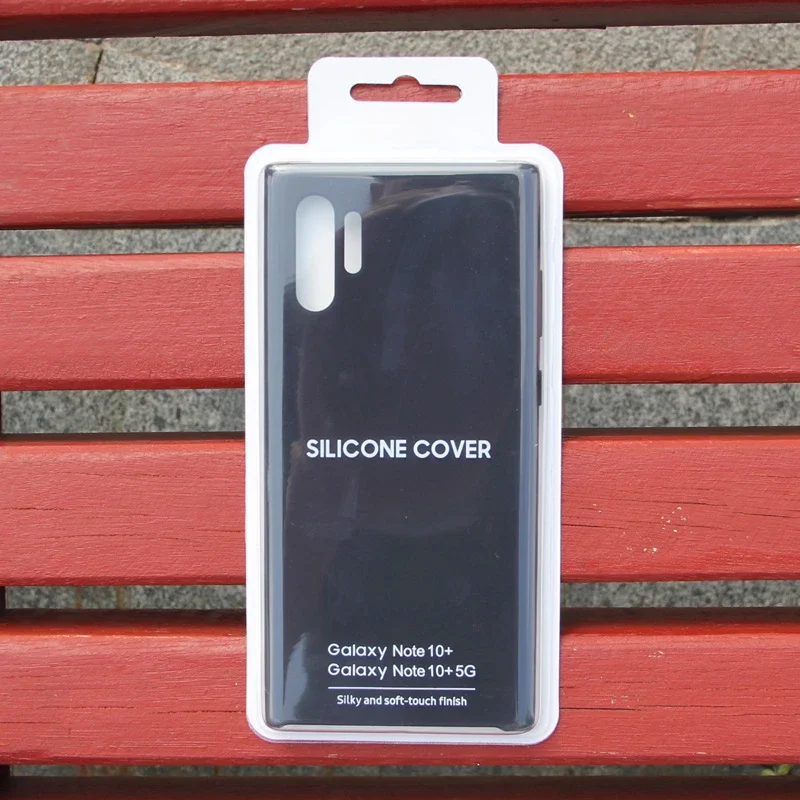 SILICONE COVER
Galaxy Note 10+
Galaxy Note 10+ 5G
Silky and soft-touch finish